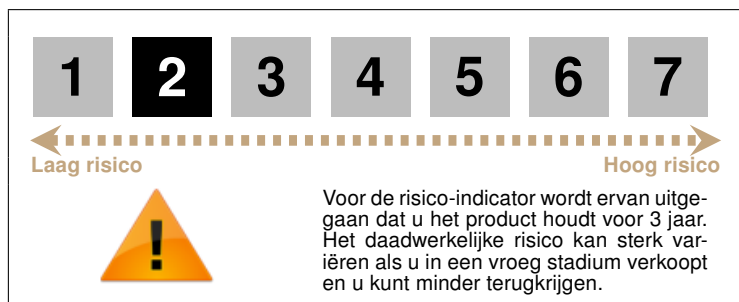 1 2 3 4 5 6 7
Laag risico Hoog risico
!
Voor de risico-indicator wordt ervan uitge-
gaan dat u het product houdt voor 3 jaar.
Het daadwerkelijke risico kan sterk var-
iëren als u in een vroeg stadium verkoopt
en u kunt minder terugkrijgen.